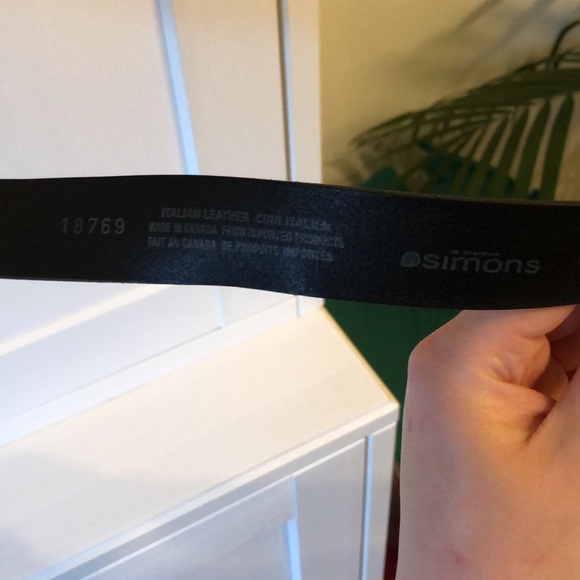 18769
ITALIAN LEATHER CUIR ITALIEN
MADE IN CANADA FROM IMPORTED PRODUCTS
FAIT AU CANADA DE PRODUITS IMPORTÉS
simons